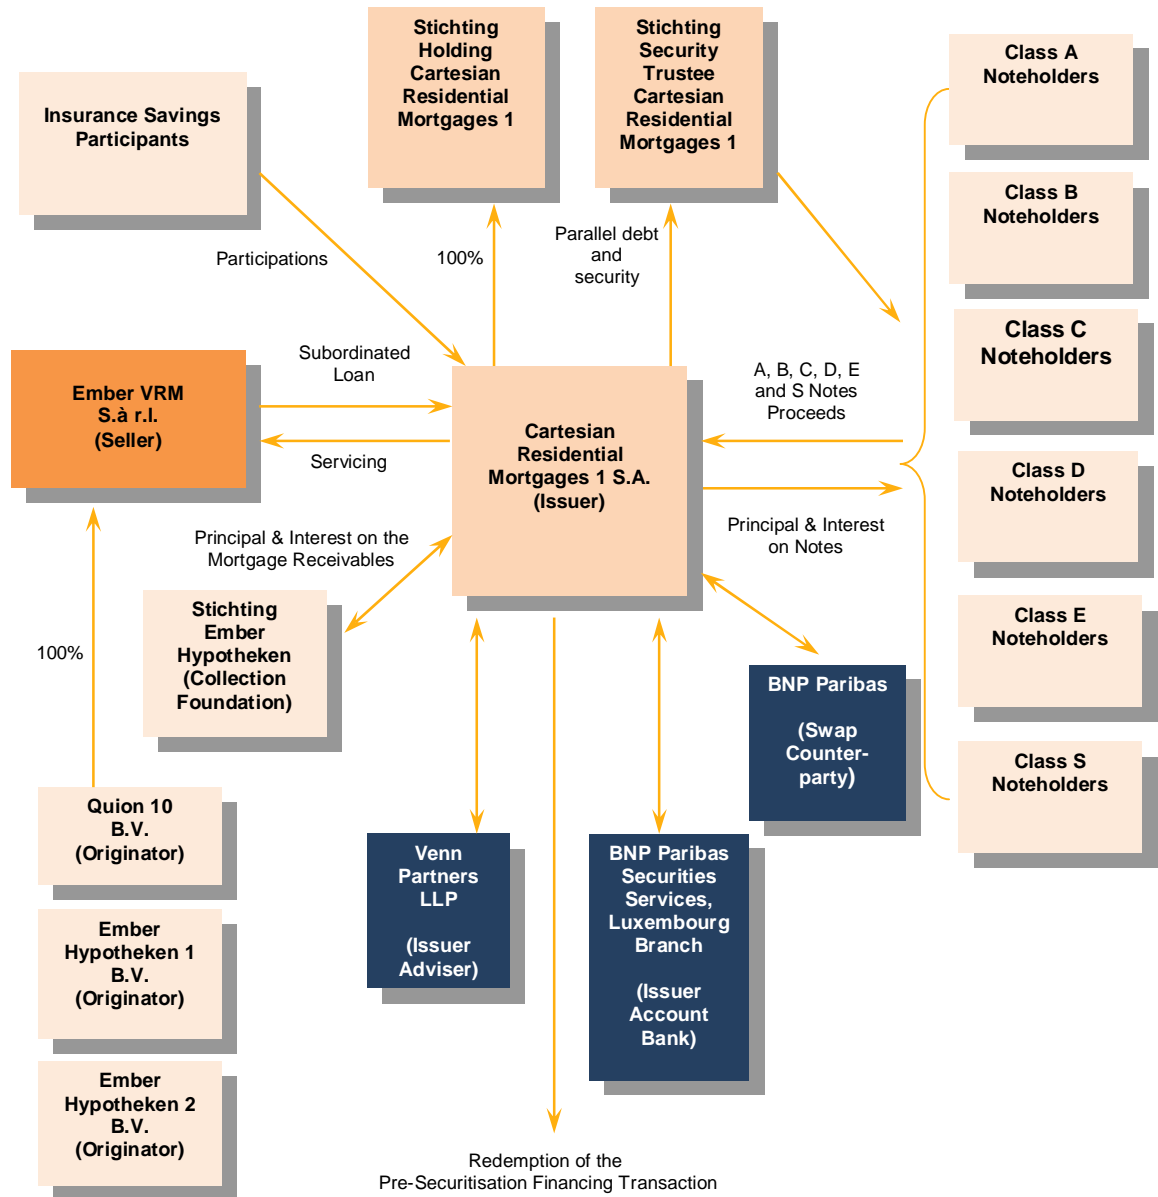 Stichting
Holding
Cartesian
Residential
Mortgages 1
Stichting
Security
Trustee
Cartesian
Residential
Mortgages 1
Class A
Noteholders
Insurance Savings
Participants
Class B
Noteholders
Participations
100%
Parallel debt
and
security
Class C
Noteholders
Ember VRM
S.à r.l.
(Seller)
Subordinated
Loan
Servicing
Cartesian
Residential
Mortgages 1 S.A.
(Issuer)
A, B, C, D, E
and S Notes
Proceeds
Principal & Interest
on Notes
Class D
Noteholders
Principal & Interest on the
Mortgage Receivables
Stichting
Ember
Hypotheken
(Collection
Foundation)
100%
Class E
Noteholders
BNP Paribas
(Swap
Counter-
party)
Class S
Noteholders
Quion 10
B.V.
(Originator)
Venn
Partners
LLP
(Issuer
Adviser)
BNP Paribas
Securities
Services,
Luxembourg
Branch
(Issuer
Account
Bank)
Ember
Hypotheken 1
B.V.
(Originator)
Ember
Hypotheken 2
B.V.
(Originator)
Redemption of the
Pre-Securitisation Financing Transaction